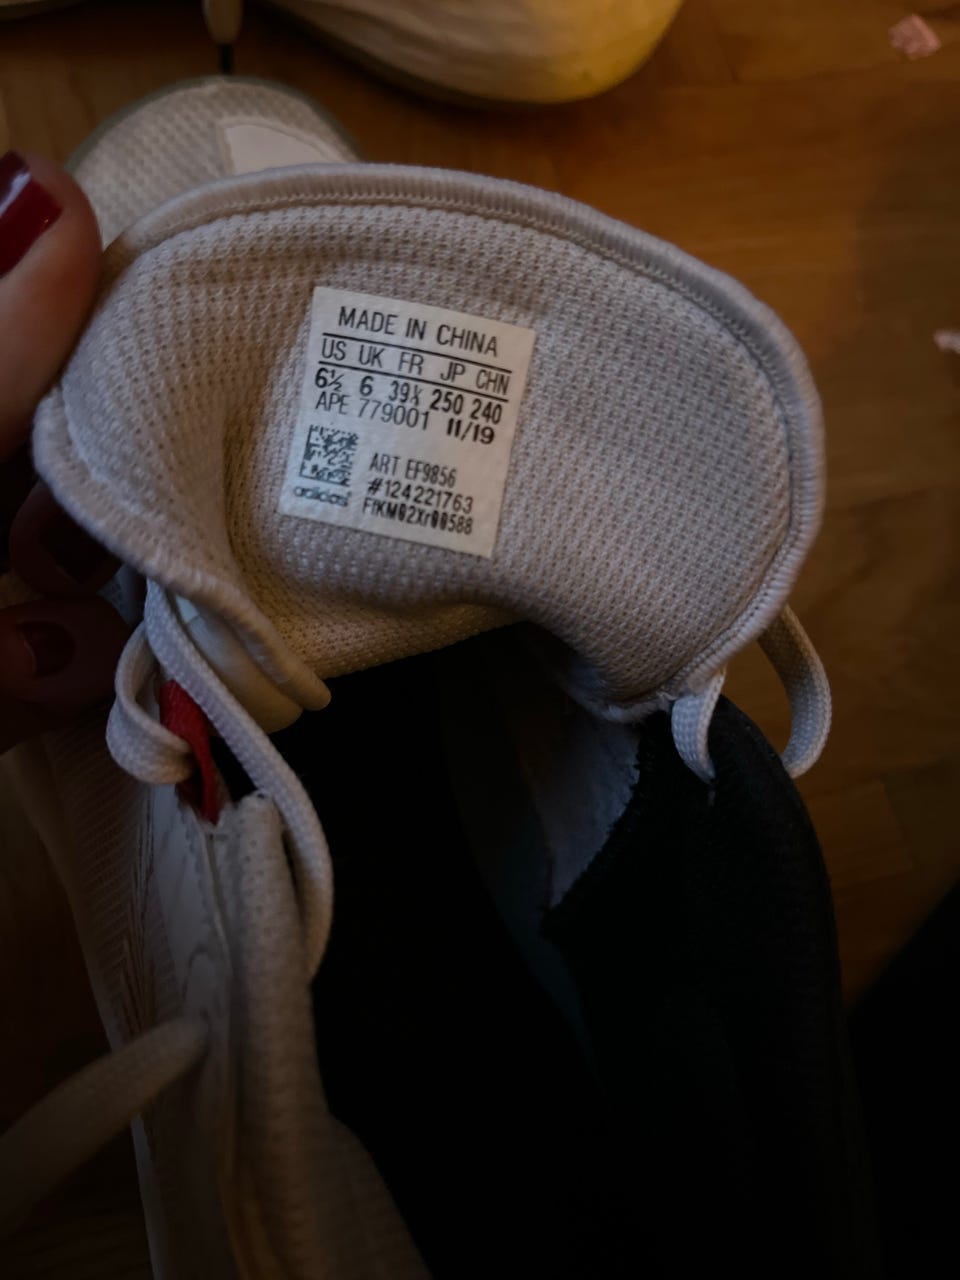 MADE IN CHINA
US UK FR JP CHN
6½ 6 39⅓ 250 240
APE 779001 11/19
ART EF9856
#124221763
adidas